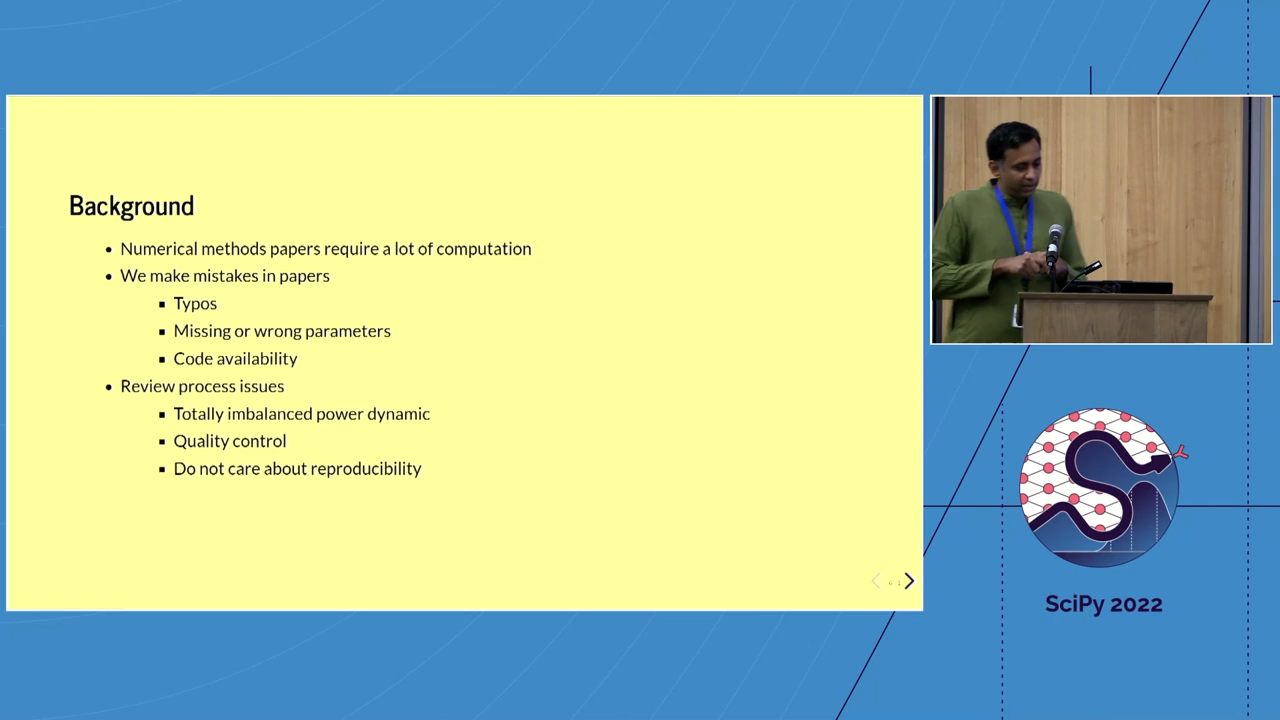 Background
Numerical methods papers require a lot of computation
We make mistakes in papers
Typos
Missing or wrong parameters
Code availability
Review process issues
Totally imbalanced power dynamic
Quality control
Do not care about reproducibility
SciPy 2022